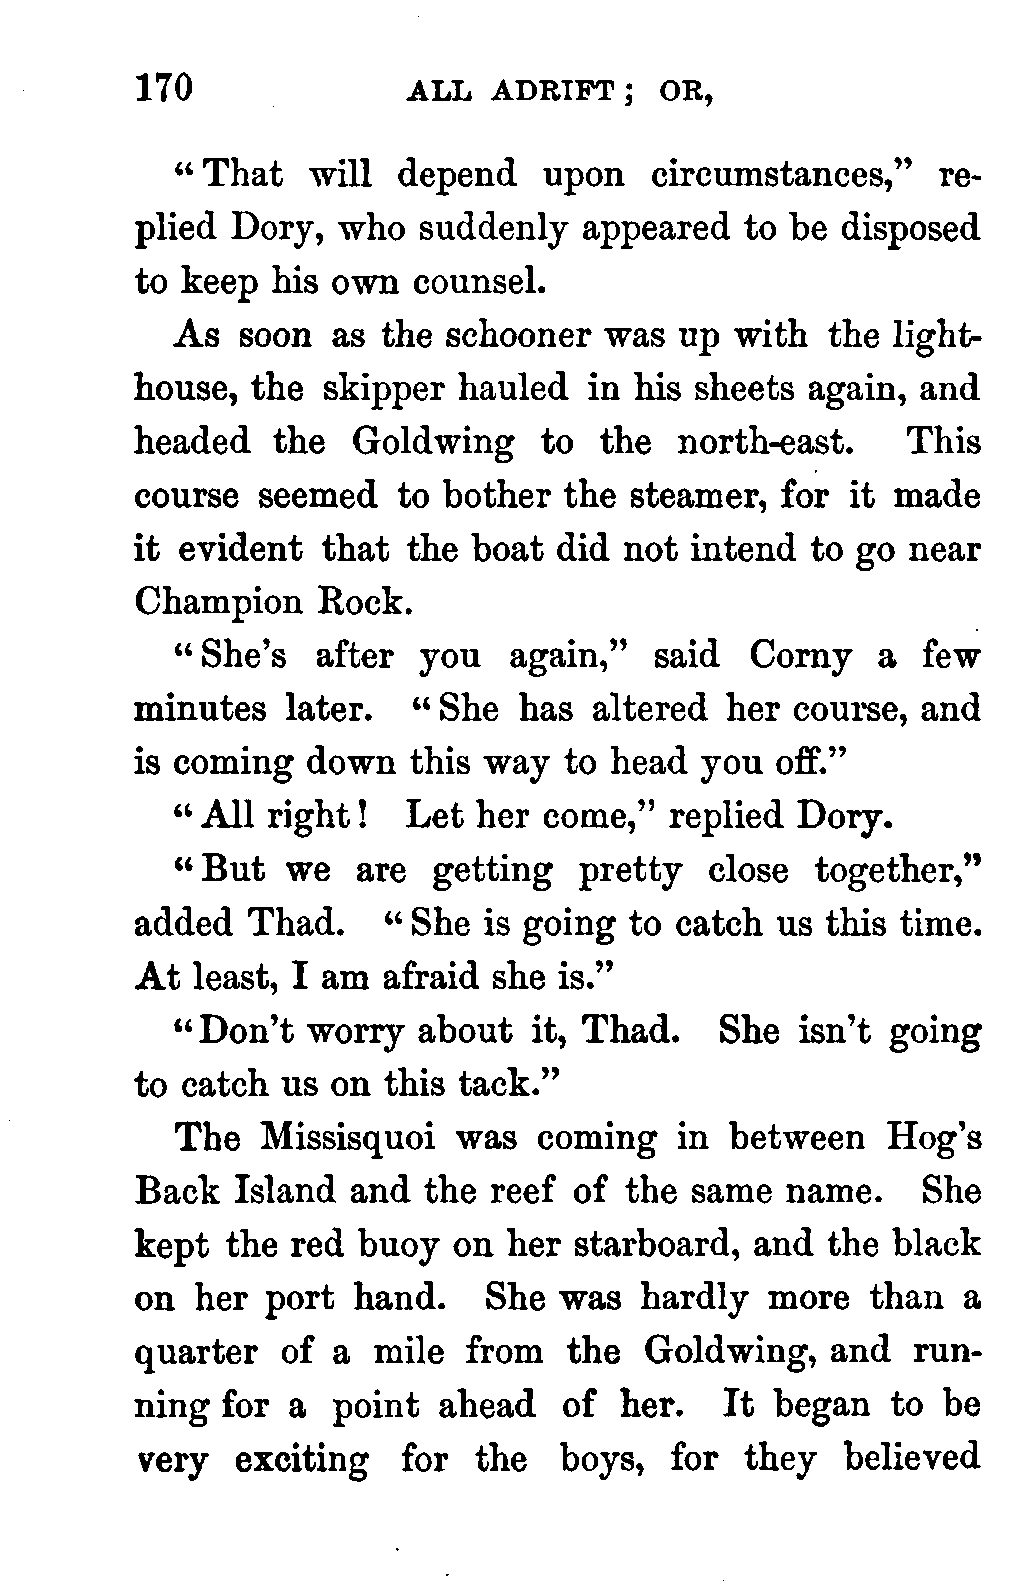 170 ALL ADRIFT; OR,
“That will depend upon circumstances,” re-
plied Dory, who suddenly appeared to be disposed
to keep his own counsel.
As soon as the schooner was up with the light-
house, the skipper hauled in his sheets again, and
headed the Goldwing to the north-east. This
course seemed to bother the steamer, for it made
it evident that the boat did not intend to go near
Champion Rock.
“She’s after you again,” said Corny a few
minutes later. “She has altered her course, and
is coming down this way to head you off.”
“All right! Let her come,” replied Dory.
“But we are getting pretty close together,”
added Thad. “She is going to catch us this time.
At least, I am afraid she is.”
“Don’t worry about it, Thad. She isn’t going
to catch us on this tack.”
The Missisquoi was coming in between Hog’s
Back Island and the reef of the same name. She
kept the red buoy on her starboard, and the black
on her port hand. She was hardly more than a
quarter of a mile from the Goldwing, and run-
ning for a point ahead of her. It began to be
very exciting for the boys, for they believed